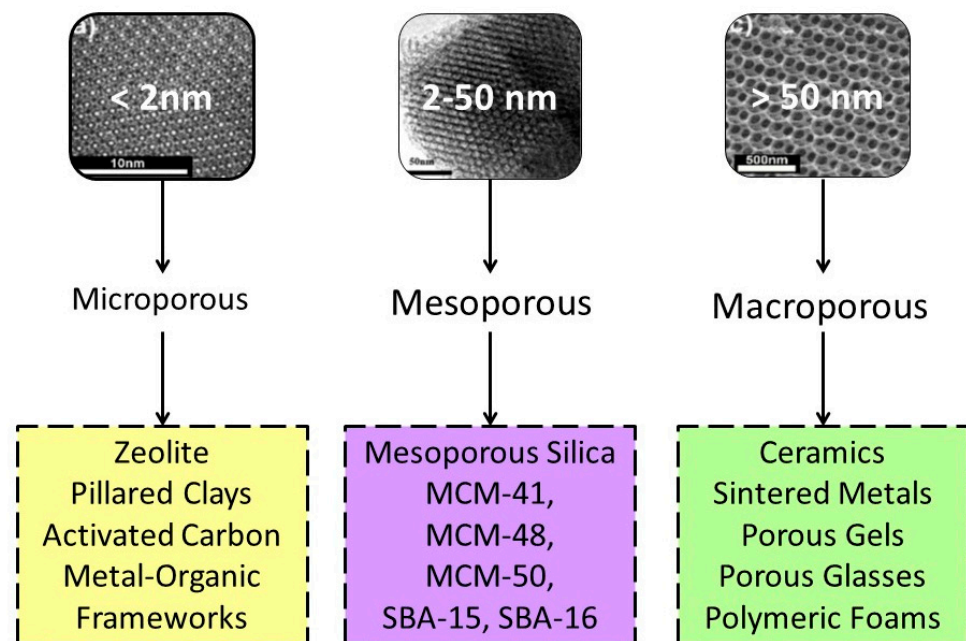 a)
< 2nm
10nm
2-50 nm
50nm
c)
> 50 nm
500nm
Microporous
Mesoporous
Macroporous
Zeolite
Pillared Clays
Activated Carbon
Metal-Organic
Frameworks
Mesoporous Silica
MCM-41,
MCM-48,
MCM-50,
SBA-15, SBA-16
Ceramics
Sintered Metals
Porous Gels
Porous Glasses
Polymeric Foams